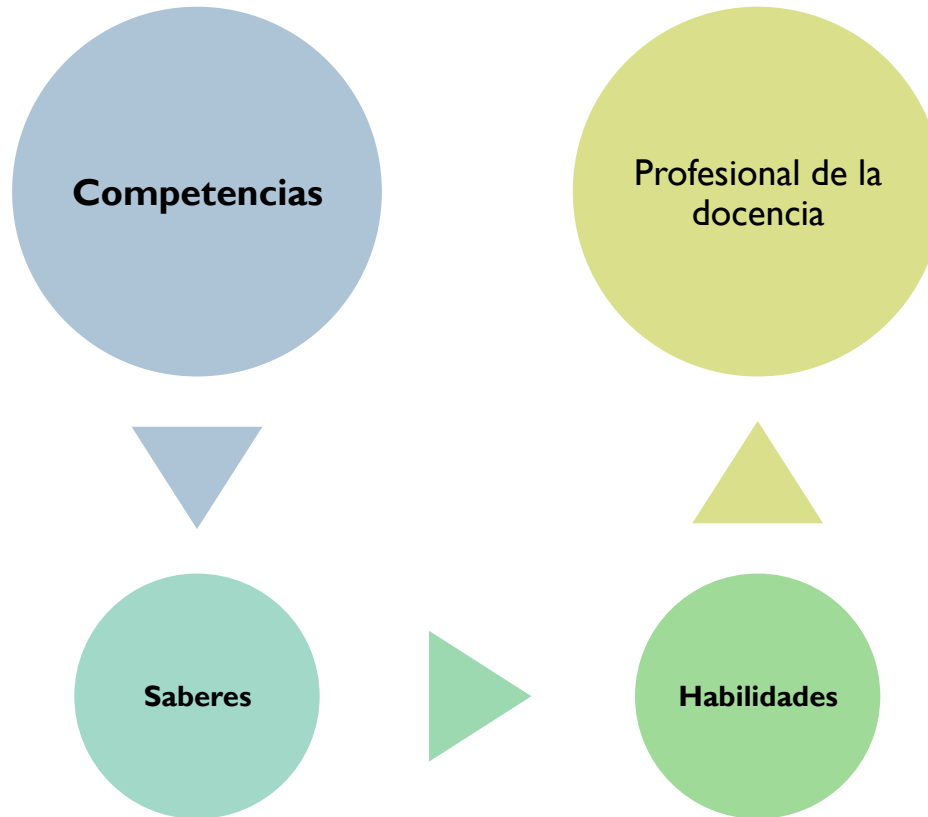 Competencias
Profesional de la
docencia
Saberes
Habilidades